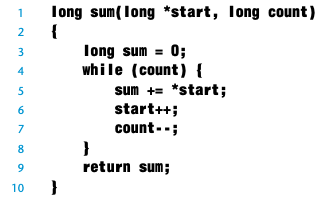 1 long sum(long *start, long count)
2 {
3     long sum = 0;
4     while (count) {
5         sum += *start;
6         start++;
7         count--;
8     }
9     return sum;
10 }